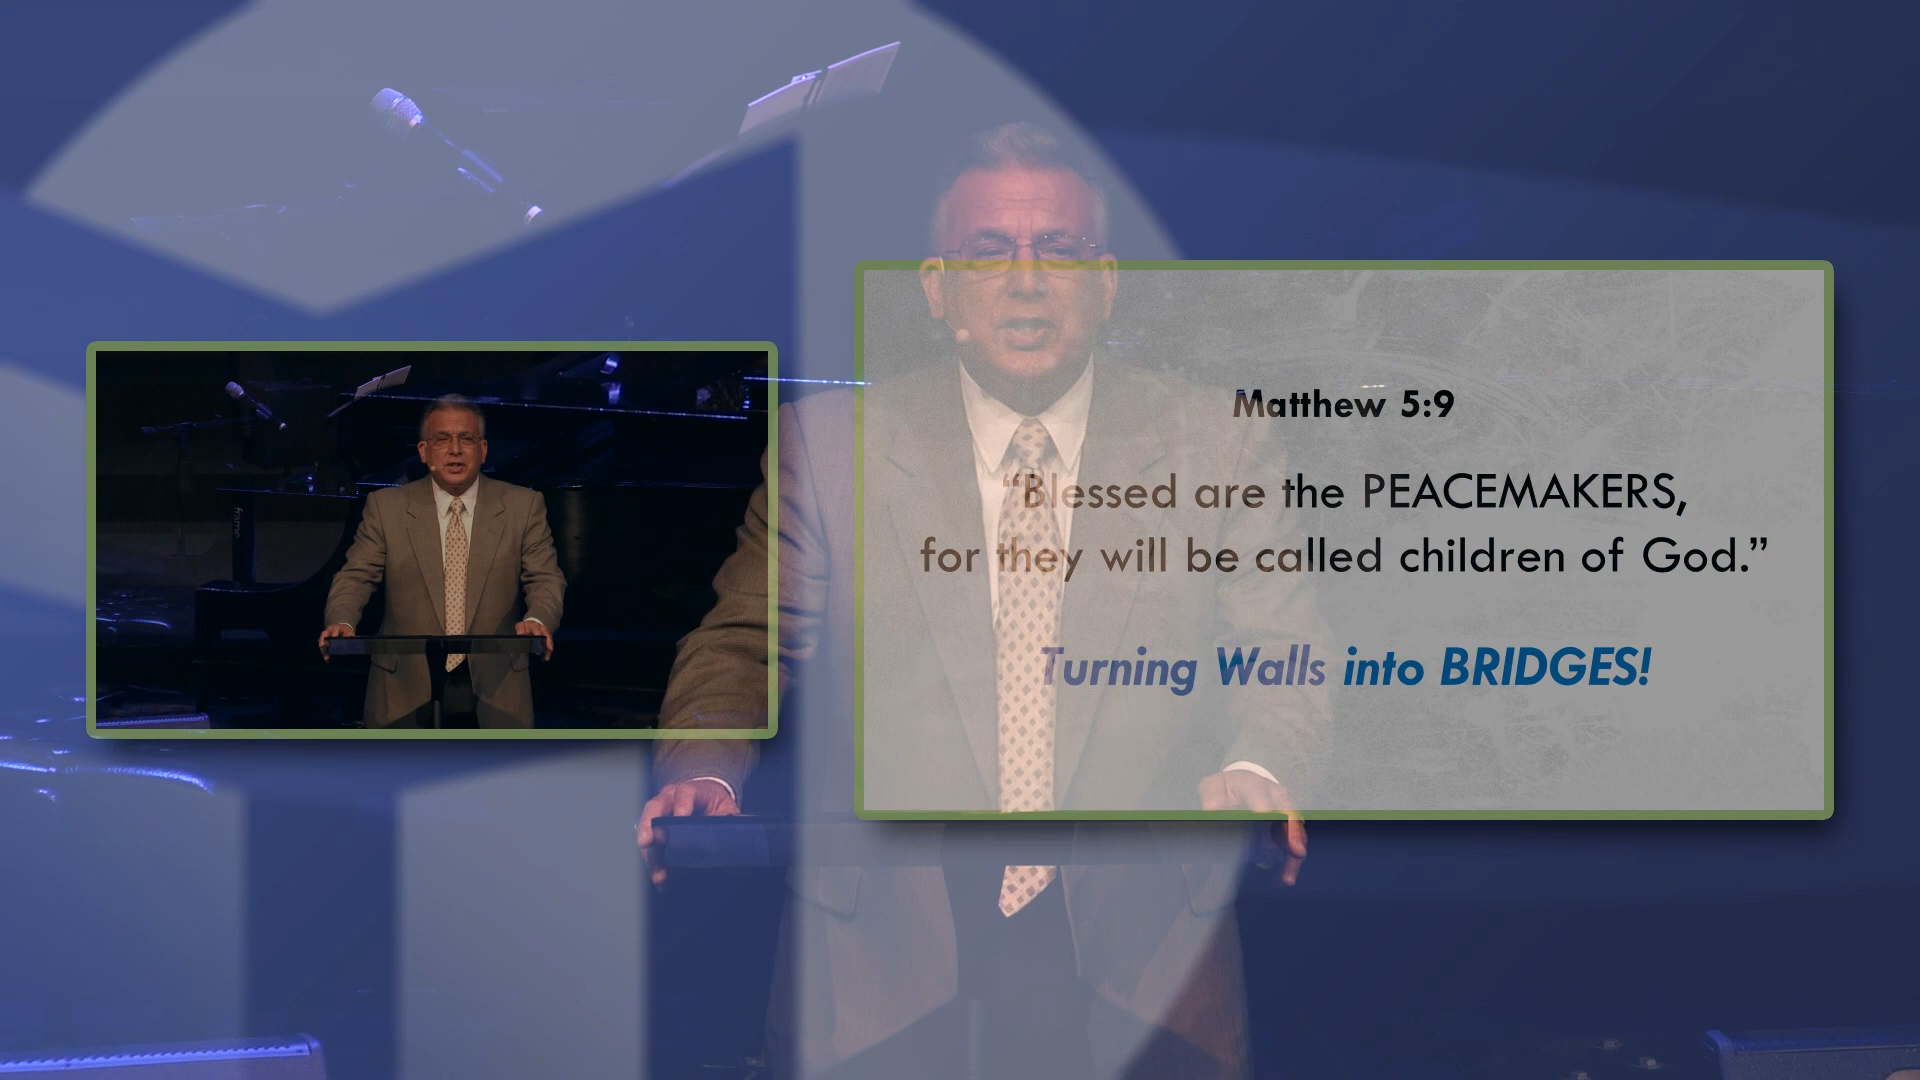 Matthew 5:9
“Blessed are the PEACEMAKERS,
for they will be called children of God.”
Turning Walls into BRIDGES!